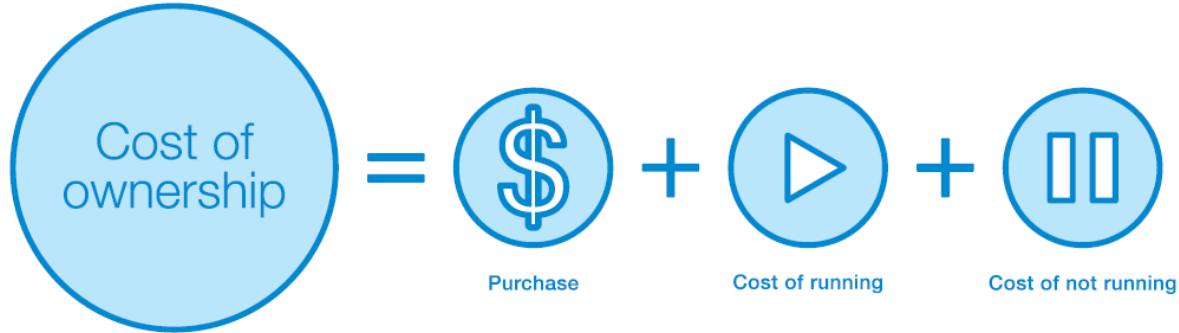 Cost of
ownership
=
$
+
+
Purchase
Cost of running
Cost of not running